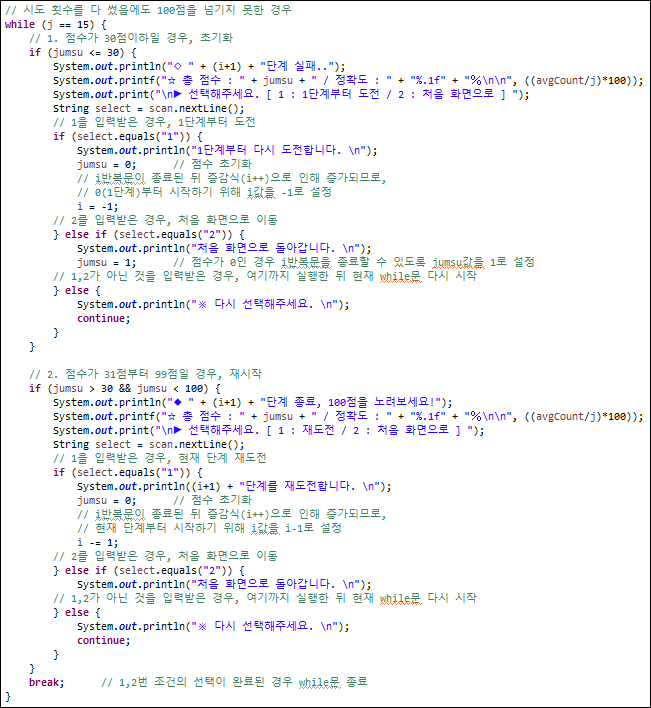 // 시도 횟수를 다 썼음에도 100점을 넘기지 못한 경우
while (j == 15) {
    // 1. 점수가 30점이하일 경우, 초기화
    if (jumsu <= 30) {
        System.out.println("◇ " + (i+1) + "단계 실패..");
        System.out.printf("☆ 총 점수 : " + jumsu + " / 정확도 : " + "%.1f" + "％\n\n", ((avgCount/j)*100));
        System.out.print("\n▶ 선택해주세요. [ 1 : 1단계부터 도전 / 2 : 처음 화면으로 ] ");
        String select = scan.nextLine();
        // 1을 입력받은 경우, 1단계부터 도전
        if (select.equals("1")) {
            System.out.println("1단계부터 다시 도전합니다. \n");
            jumsu = 0;      // 점수 초기화
            // i반복문이 종료된 뒤 증감식(i++)으로 인해 증가되므로,
            // 0(1단계)부터 시작하기 위해 i값을 -1로 설정
            i = -1;
        // 2를 입력받은 경우, 처음 화면으로 이동
        } else if (select.equals("2")) {
            System.out.println("처음 화면으로 돌아갑니다. \n");
            jumsu = 1;      // 점수가 0인 경우 i반복문을 종료할 수 있도록 jumsu값을 1로 설정
        // 1,2가 아닌 것을 입력받은 경우, 여기까지 실행한 뒤 현재 while문 다시 시작
        } else {
            System.out.println("※ 다시 선택해주세요. \n");
            continue;
        }
    }

    // 2. 점수가 31점부터 99점일 경우, 재시작
    if (jumsu > 30 && jumsu < 100) {
        System.out.println("◆ " + (i+1) + "단계 종료, 100점을 노려보세요!");
        System.out.printf("☆ 총 점수 : " + jumsu + " / 정확도 : " + "%.1f" + "％\n\n", ((avgCount/j)*100));
        System.out.print("\n▶ 선택해주세요. [ 1 : 재도전 / 2 : 처음 화면으로 ] ");
        String select = scan.nextLine();
        // 1을 입력받은 경우, 현재 단계 재도전
        if (select.equals("1")) {
            System.out.println((i+1) + "단계를 재도전합니다. \n");
            jumsu = 0;      // 점수 초기화
            // i반복문이 종료된 뒤 증감식(i++)으로 인해 증가되므로,
            // 현재 단계부터 시작하기 위해 i값을 i-1로 설정
            i -= 1;
        // 2를 입력받은 경우, 처음 화면으로 이동
        } else if (select.equals("2")) {
            System.out.println("처음 화면으로 돌아갑니다. \n");
        // 1,2가 아닌 것을 입력받은 경우, 여기까지 실행한 뒤 현재 while문 다시 시작
        } else {
            System.out.println("※ 다시 선택해주세요. \n");
            continue;
        }
    }
    break;      // 1,2번 조건의 선택이 완료된 경우 while문 종료
}